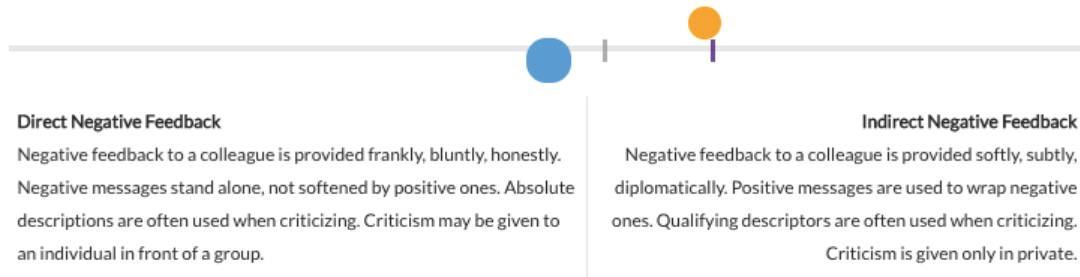 Direct Negative Feedback
Negative feedback to a colleague is provided frankly, bluntly, honestly.
Negative messages stand alone, not softened by positive ones. Absolute
descriptions are often used when criticizing. Criticism may be given to
an individual in front of a group.
Indirect Negative Feedback
Negative feedback to a colleague is provided softly, subtly,
diplomatically. Positive messages are used to wrap negative
ones. Qualifying descriptors are often used when criticizing.
Criticism is given only in private.